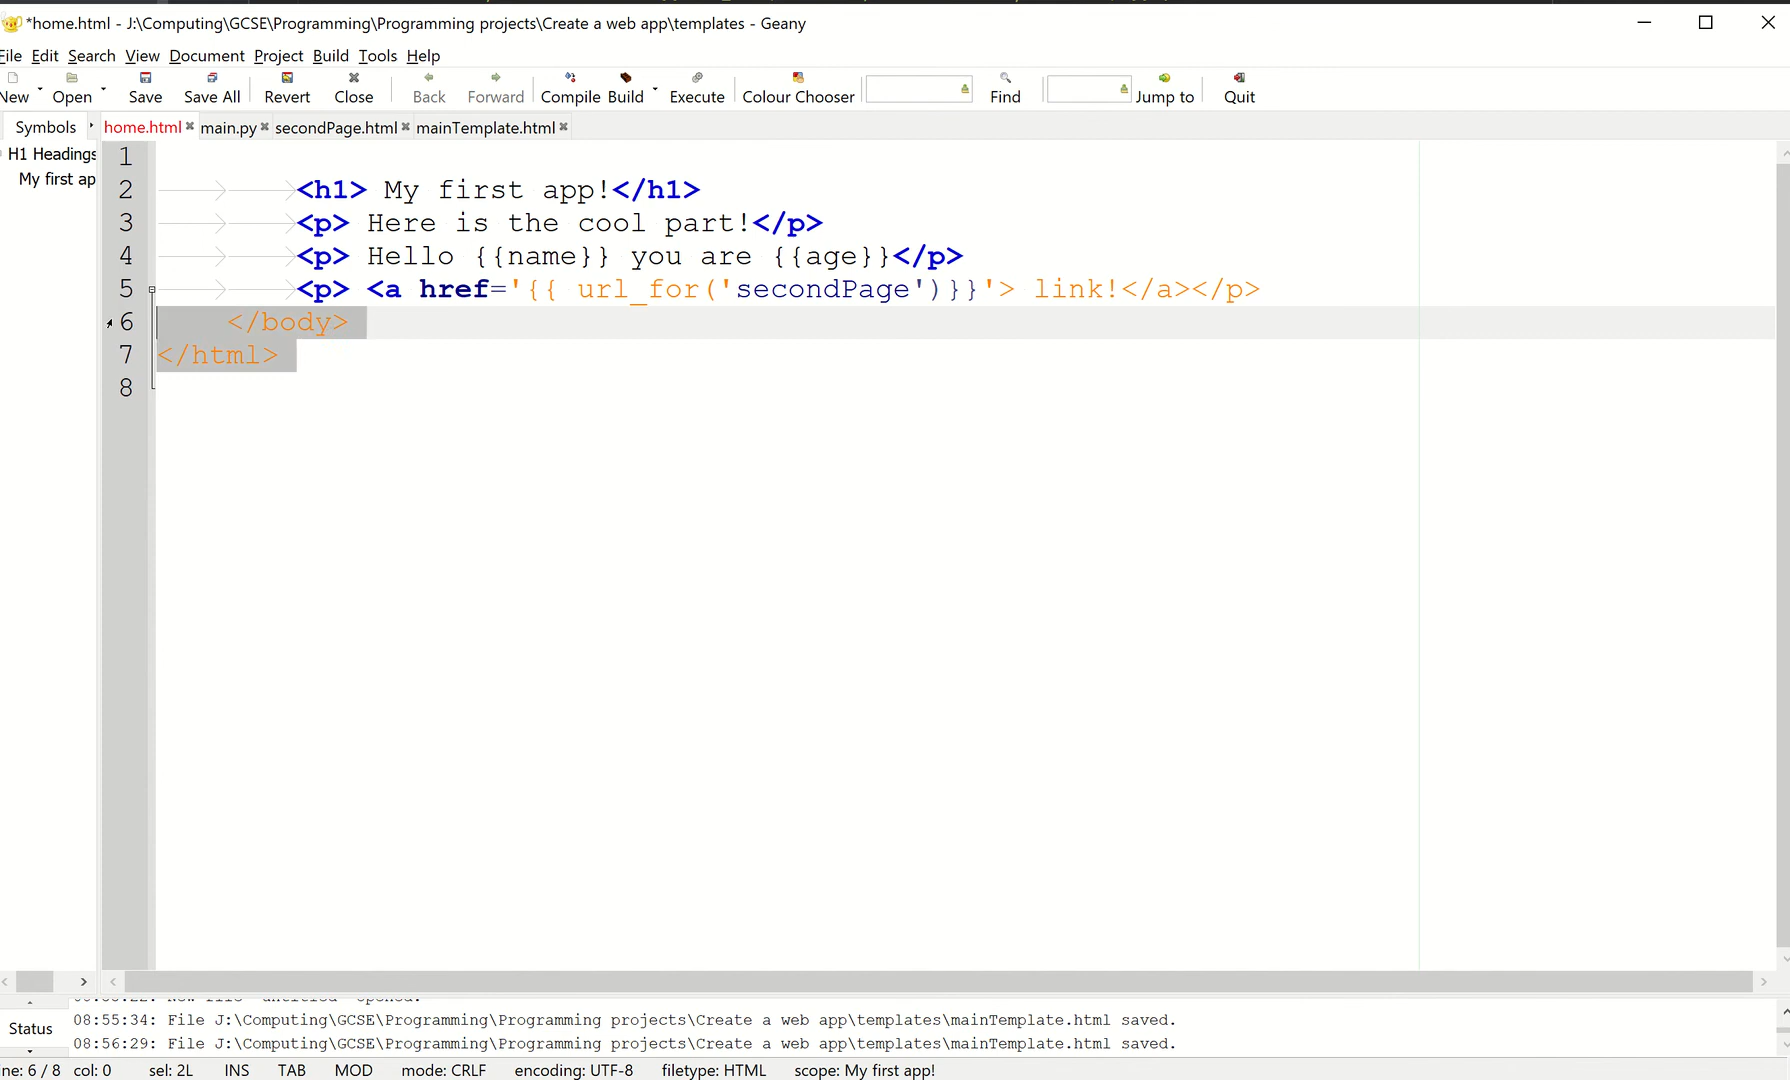 *home.html - J:\Computing\GCSE\Programming\Programming projects\Create a web app\templates - Geany
File Edit Search View Document Project Build Tools Help
New Open Save Save All Revert Close Back Forward Compile Build Execute Colour Chooser Find Jump to Quit
Symbols home.html main.py secondPage.html mainTemplate.html
H1 Headings
My first ap
1
2 <h1> My first app!</h1>
3 <p> Here is the cool part!</p>
4 <p> Hello {{name}} you are {{age}}</p>
5 <p> <a href='{{ url_for('secondPage')}}'> link!</a></p>
6 </body>
7 </html>
8
Status
08:55:34: File J:\Computing\GCSE\Programming\Programming projects\Create a web app\templates\mainTemplate.html saved.
08:56:29: File J:\Computing\GCSE\Programming\Programming projects\Create a web app\templates\mainTemplate.html saved.
ine: 6 / 8 col: 0 sel: 2L INS TAB MOD mode: CRLF encoding: UTF-8 filetype: HTML scope: My first app!